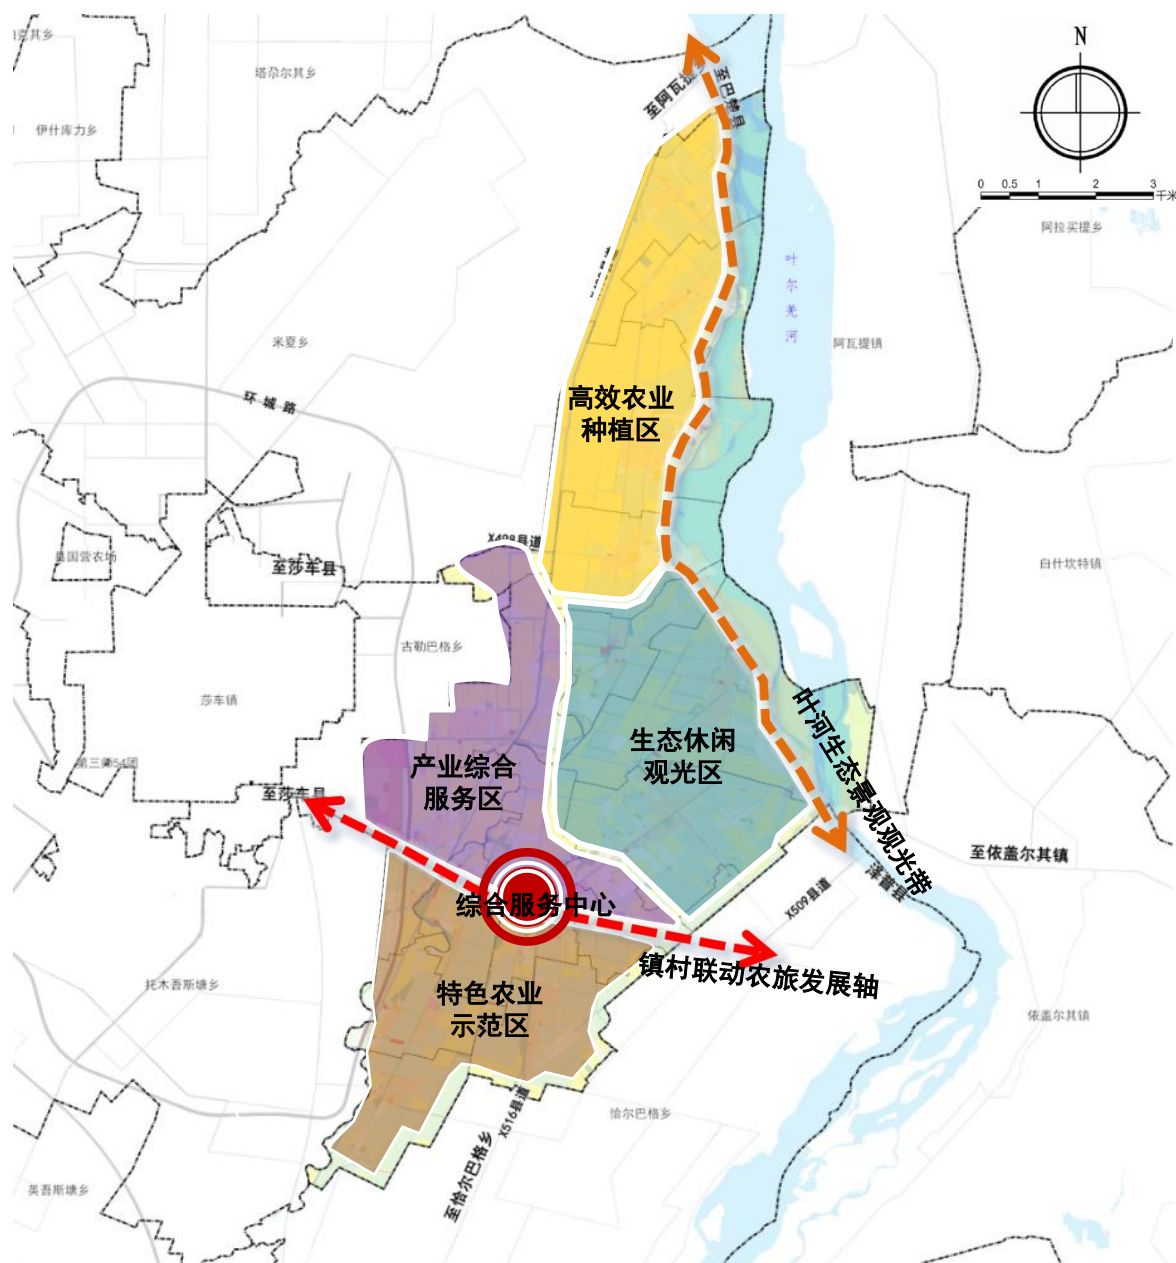 塔尕尔其乡
伊什库力乡
至巴楚县
N
0 0.5 1 2 3
千米
阿拉买提乡
叶尔羌河
米夏乡
阿瓦提镇
环城路
高效农业
种植区
X498县道
至莎车县
白什坎特镇
古勒巴格乡
莎车镇
叶河生态景观观光带
生态休闲
观光区
产业综合
服务区
至莎车县
至依盖尔其镇
X509县道
综合服务中心
镇村联动农旅发展轴
托木吾斯塘乡
特色农业
示范区
依盖尔其镇
X516县道
恰尔巴格乡
至恰尔巴格乡
英吾斯塘乡